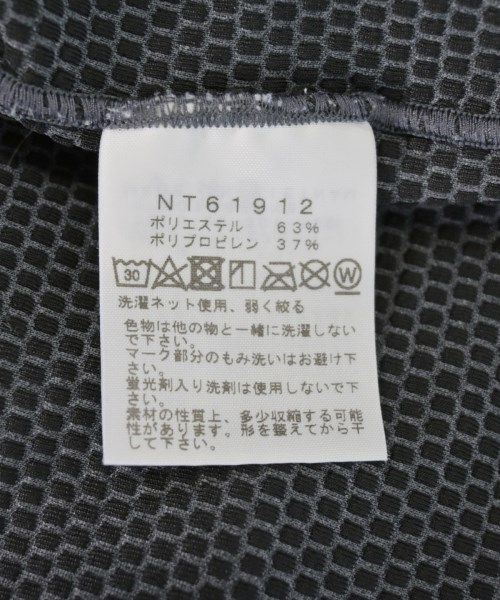 NT61912
ポリエステル 63%
ポリプロピレン 37%
30 W
洗濯ネット使用、弱く絞る
色物は他の物と一緒に洗濯しない
で下さい。
マーク部分のもみ洗いはお避け下
さい。
蛍光剤入り洗剤は使用しないで下
さい。
素材の性質上、多少収縮する可能
性があります。形を整えてから干
して下さい。